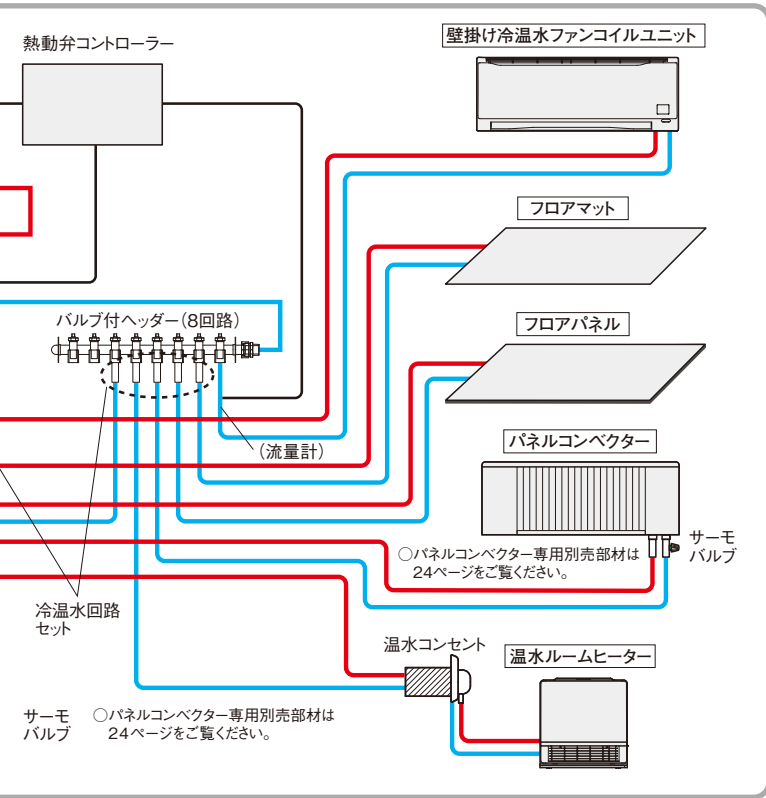 熱動弁コントローラー
壁掛け冷温水ファンコイルユニット
フロアマット
バルブ付ヘッダー(8回路)
フロアパネル
(流量計)
パネルコンベクター
○パネルコンベクター専用別売部材は
24ページをご覧ください。
サーモ
バルブ
冷温水回路
セット
温水コンセント
温水ルームヒーター
サーモ
バルブ
○パネルコンベクター専用別売部材は
24ページをご覧ください。